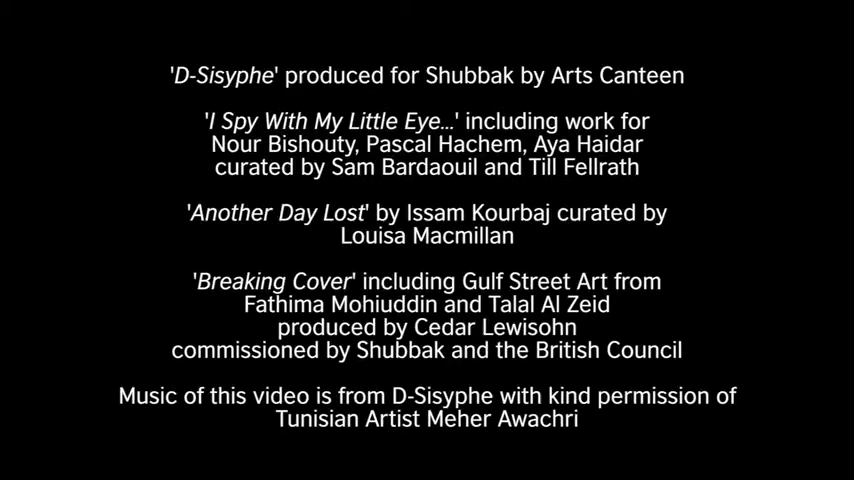 'D-Sisyphe' produced for Shubbak by Arts Canteen
'I Spy With My Little Eye...' including work for
Nour Bishouty, Pascal Hachem, Aya Haidar
curated by Sam Bardaouil and Till Fellrath
'Another Day Lost' by Issam Kourbaj curated by
Louisa Macmillan
'Breaking Cover' including Gulf Street Art from
Fathima Mohiuddin and Talal Al Zeid
produced by Cedar Lewisohn
commissioned by Shubbak and the British Council
Music of this video is from D-Sisyphe with kind permission of
Tunisian Artist Meher Awachri